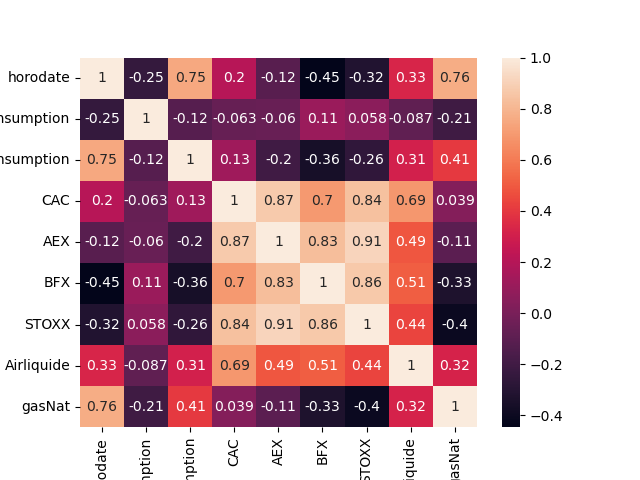 horodate 1 -0.25 0.75 0.2 -0.12 -0.45 -0.32 0.33 0.76
nsumption -0.25 1 -0.12 -0.063 -0.06 0.11 0.058 -0.087 -0.21
nsumption 0.75 -0.12 1 0.13 -0.2 -0.36 -0.26 0.31 0.41
CAC 0.2 -0.063 0.13 1 0.87 0.7 0.84 0.69 0.039
AEX -0.12 -0.06 -0.2 0.87 1 0.83 0.91 0.49 -0.11
BFX -0.45 0.11 -0.36 0.7 0.83 1 0.86 0.51 -0.33
STOXX -0.32 0.058 -0.26 0.84 0.91 0.86 1 0.44 -0.4
Airliquide 0.33 -0.087 0.31 0.69 0.49 0.51 0.44 1 0.32
gasNat 0.76 -0.21 0.41 0.039 -0.11 -0.33 -0.4 0.32 1
odate
mption
mption
CAC
AEX
BFX
STOXX
iquide
gasNat
1.0
0.8
0.6
0.4
0.2
0.0
−0.2
−0.4